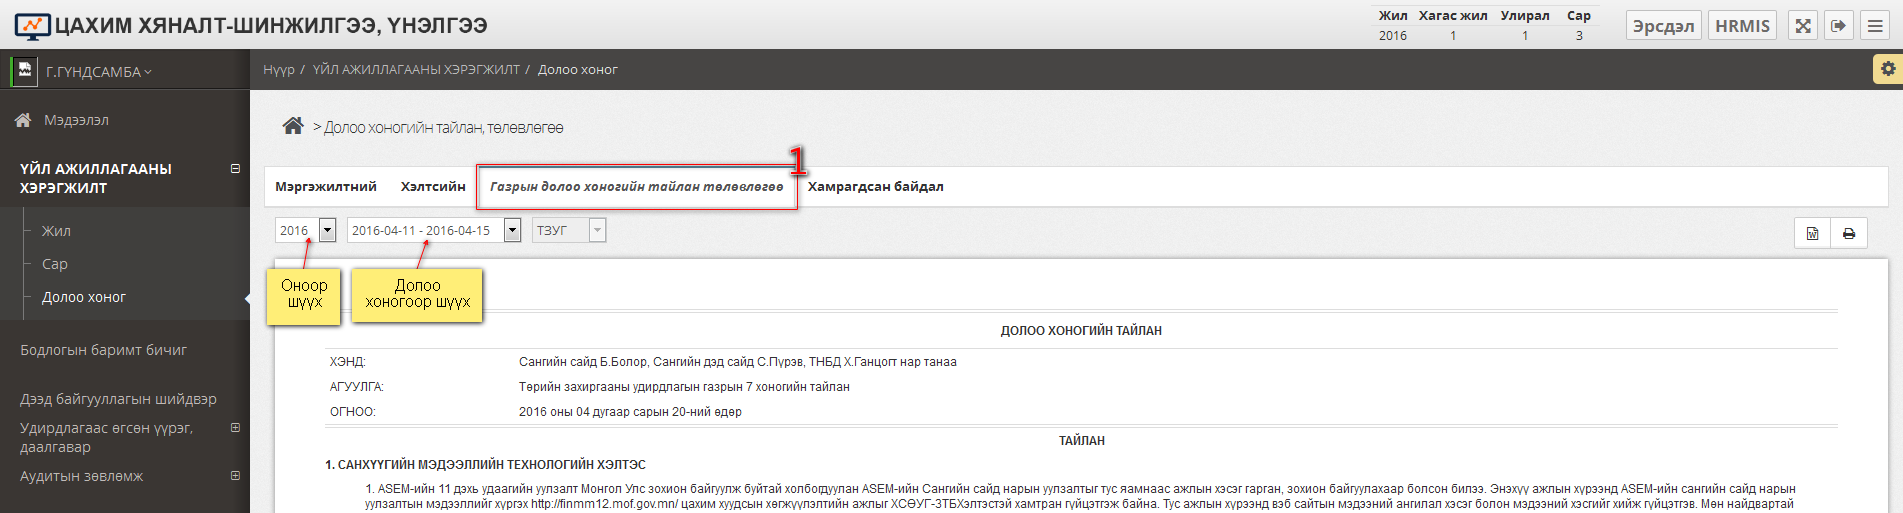 ЦАХИМ ХЯНАЛТ-ШИНЖИЛГЭЭ, ҮНЭЛГЭЭ
Жил Хагас жил Улирал Сар
2016 1 1 3
Эрсдэл HRMIS
Г.ГҮНДСАМБА
Нүүр / ҮЙЛ АЖИЛЛАГААНЫ ХЭРЭГЖИЛТ / Долоо хоног
Мэдээлэл
ҮЙЛ АЖИЛЛАГААНЫ
ХЭРЭГЖИЛТ
Жил
Сар
Долоо хоног
Бодлогын баримт бичиг
Дээд байгууллагын шийдвэр
Удирдлагаас өгсөн үүрэг,
даалгавар
Аудитын зөвлөмж
> Долоо хоногийн тайлан, төлөвлөгөө
1
Мэргэжилтний Хэлтсийн Газрын долоо хоногийн тайлан төлөвлөгөө Хамрагдсан байдал
2016 2016-04-11 - 2016-04-15 ТЗУГ
Оноор
шүүх
Долоо
хоногоор шүүх
ДОЛОО ХОНОГИЙН ТАЙЛАН
ХЭНД: Сангийн сайд Б.Болор, Сангийн дэд сайд С.Пүрэв, ТНБД Х.Ганцогт нар танаа
АГУУЛГА: Төрийн захиргааны удирдлагын газрын 7 хоногийн тайлан
ОГНОО: 2016 оны 04 дугаар сарын 20-ний өдөр
ТАЙЛАН
1. САНХҮҮГИЙН МЭДЭЭЛЛИЙН ТЕХНОЛОГИЙН ХЭЛТЭС
1. ASEM-ийн 11 дэхь удаагийн уулзалт Монгол Улс зохион байгуулж буйтай холбогдуулан ASEM-ийн Сангийн сайд нарын уулзалтыг тус яамнаас ажлын хэсэг гарган, зохион байгуулахаар болсон билээ. Энэхүү ажлын хүрээнд ASEM-ийн сангийн сайд нарын
уулзалтын мэдээллийг хүргэх http://finmm12.mof.gov.mn/ цахим хуудсын хөгжүүлэлтийн ажлыг ХСӨУГ-ЗТБХэлтэстэй хамтран гүйцэтгэж байна. Тус ажлын хүрээнд вэб сайтын мэдээний ангилал хэсэг болон мэдээний хэсгийг хийж гүйцэтгэв. Мөн найдвартай